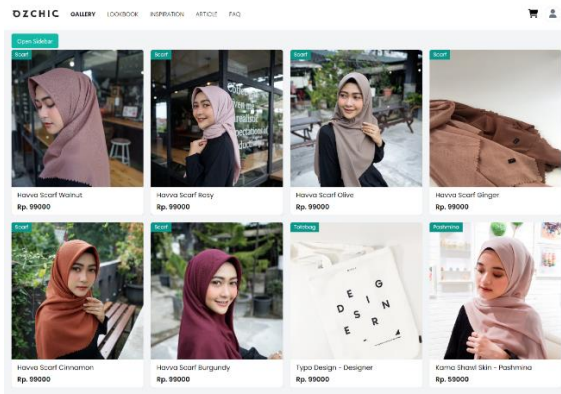 OZCHIC GALLERY LOOKBOOK INSPIRATION ARTICLE FAQ
Open Sidebar
Scarf
Scarf
Scarf
Scarf
Havva Scarf Walnut
Rp. 99000
Havva Scarf Rosy
Rp. 99000
Havva Scarf Olive
Rp. 99000
Havva Scarf Ginger
Rp. 99000
Scarf
Scarf
Totebag
Pashmina
DESIGNER
Havva Scarf Cinnamon
Rp. 99000
Havva Scarf Burgundy
Rp. 99000
Typo Design - Designer
Rp. 99000
Kama Shawl Skin - Pashmina
Rp. 59000